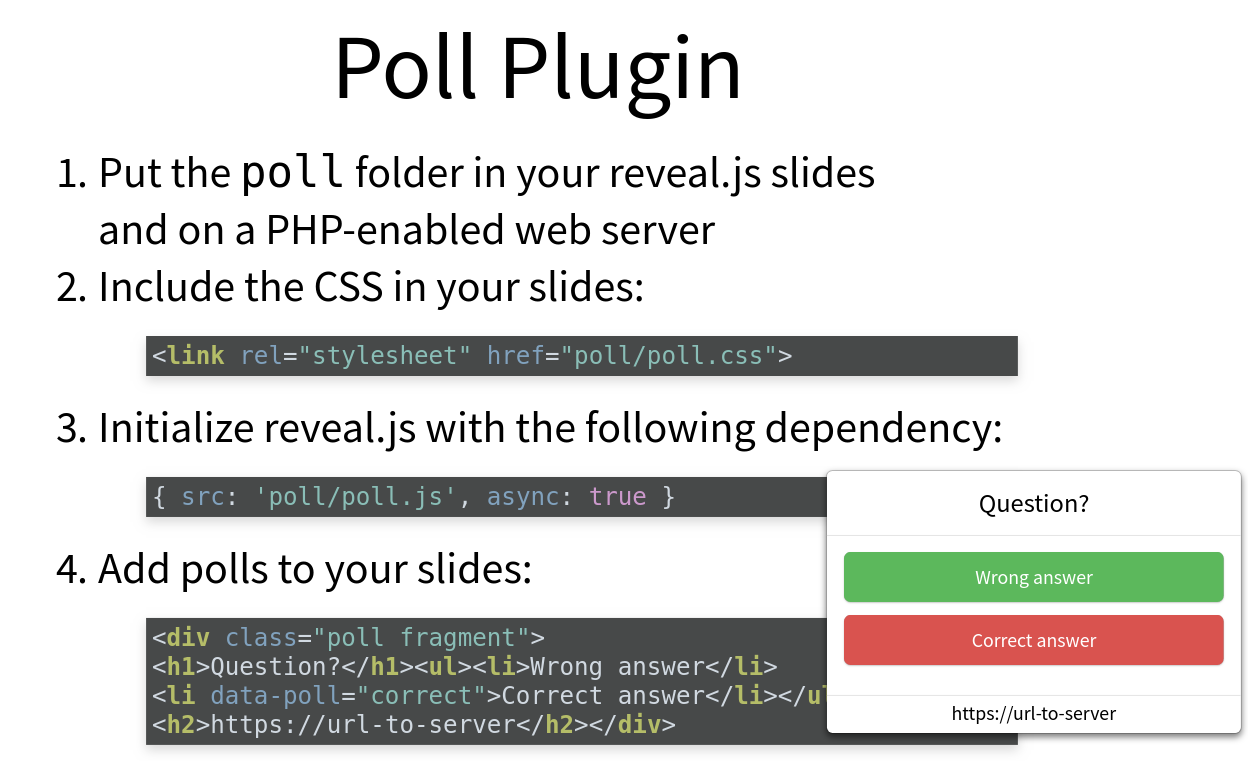 Poll Plugin
1. Put the poll folder in your reveal.js slides
and on a PHP-enabled web server
2. Include the CSS in your slides:
<link rel="stylesheet" href="poll/poll.css">
3. Initialize reveal.js with the following dependency:
{ src: 'poll/poll.js', async: true }
4. Add polls to your slides:
<div class="poll fragment">
<h1>Question?</h1><ul><li>Wrong answer</li>
<li data-poll="correct">Correct answer</li></ul
<h2>https://url-to-server</h2></div>
Question?
Wrong answer
Correct answer
https://url-to-server